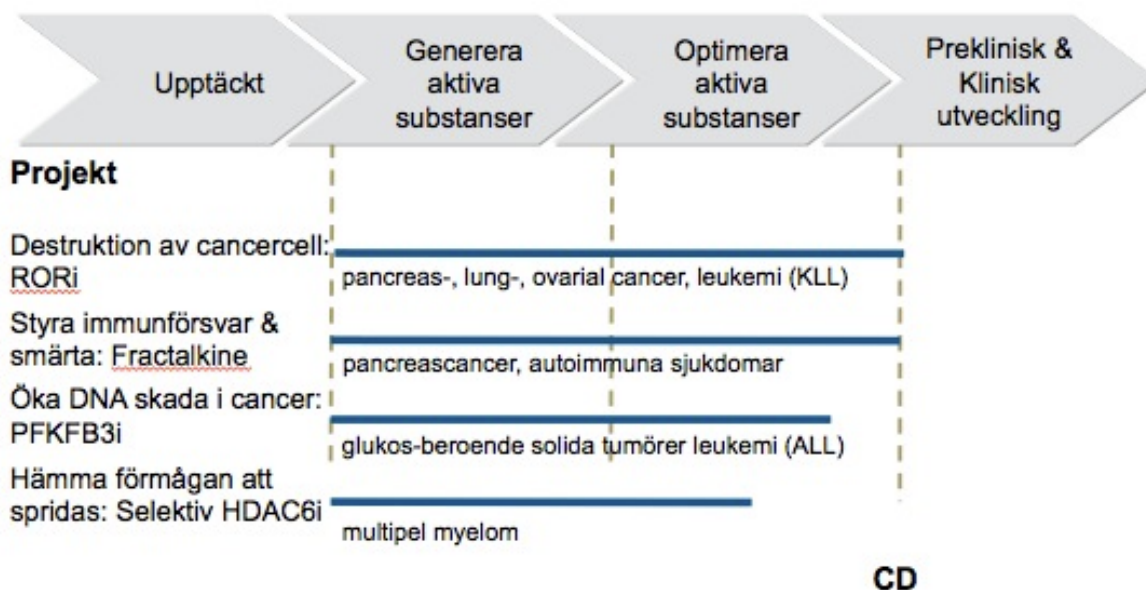 Upptäckt
Generera
aktiva
substanser
Optimera
aktiva
substanser
Preklinisk &
Klinisk
utveckling
Projekt
Destruktion av cancercell:
RORi
pancreas-, lung-, ovarial cancer, leukemi (KLL)
Styra immunförsvar &
smärta: Fractalkine
pancreascancer, autoimmuna sjukdomar
Öka DNA skada i cancer:
PFKFB3i
glukos-beroende solida tumörer leukemi (ALL)
Hämma förmågan att
spridas: Selektiv HDAC6i
multipel myelom
CD